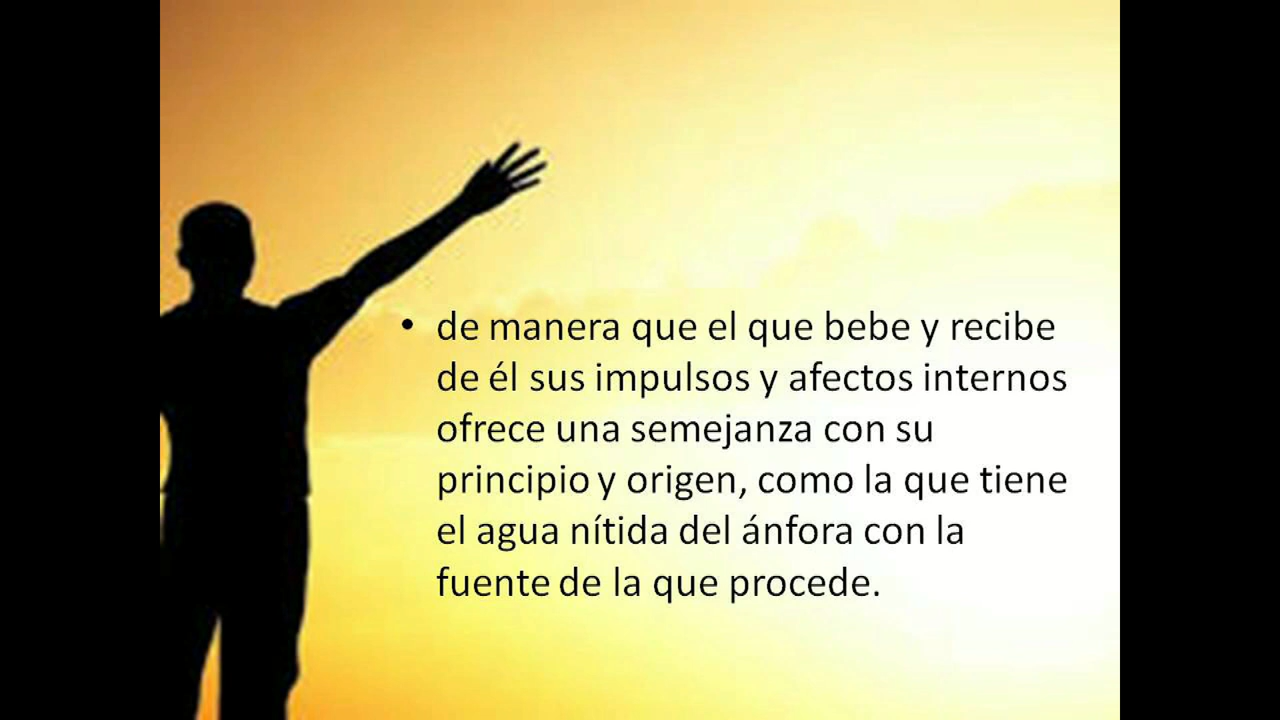 • de manera que el que bebe y recibe
de él sus impulsos y afectos internos
ofrece una semejanza con su
principio y origen, como la que tiene
el agua nítida del ánfora con la
fuente de la que procede.